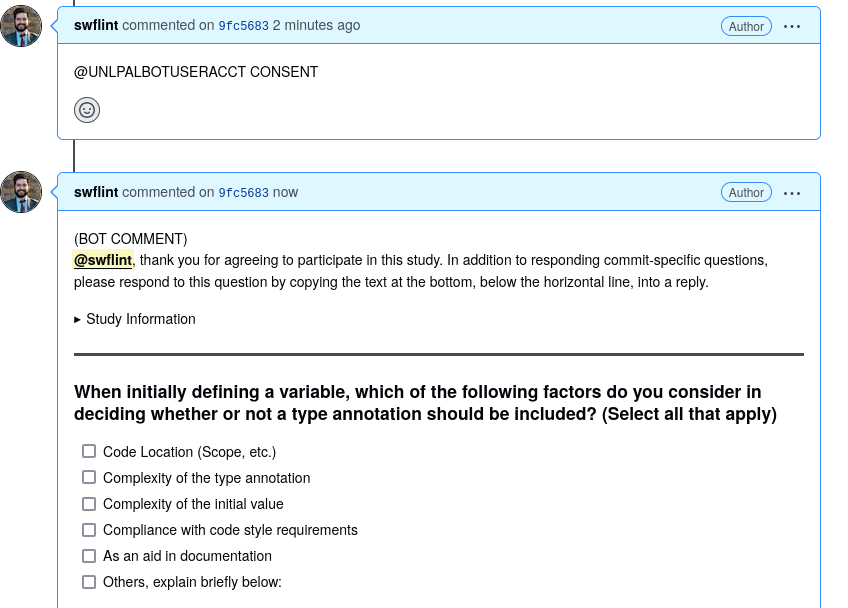 swflint commented on 9fc5683 2 minutes ago Author ...
@UNLPALBOTUSERACCT CONSENT
swflint commented on 9fc5683 now Author ...
(BOT COMMENT)
@swflint, thank you for agreeing to participate in this study. In addition to responding commit-specific questions,
please respond to this question by copying the text at the bottom, below the horizontal line, into a reply.
▸ Study Information
When initially defining a variable, which of the following factors do you consider in
deciding whether or not a type annotation should be included? (Select all that apply)
Code Location (Scope, etc.)
Complexity of the type annotation
Complexity of the initial value
Compliance with code style requirements
As an aid in documentation
Others, explain briefly below: